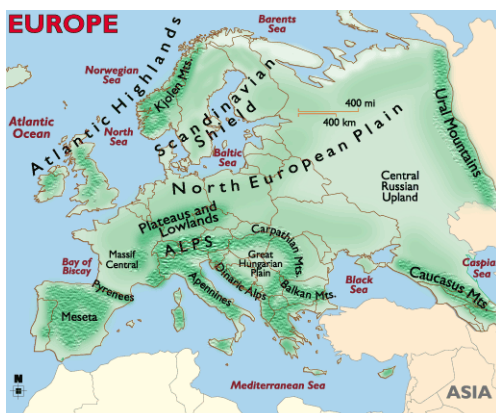 EUROPE
Barents
Sea
Norwegian
Sea
Atlantic
Ocean
North
Sea
Baltic
Sea
Atlantic Highlands
Kjolen Mts.
Scandinavian
Shield
400 mi
400 km
Ural Mountains
North European Plain
Central
Russian
Upland
Plateaus and
Lowlands
ALPS
Carpathian Mts.
Massif
Central
Great
Hungarian
Plain
Bay of
Biscay
Pyrenees
Meseta
Apennines
Dinaric Alps
Balkan Mts.
Black
Sea
Caspian
Sea
Caucasus Mts.
Mediterranean Sea
N
ASIA